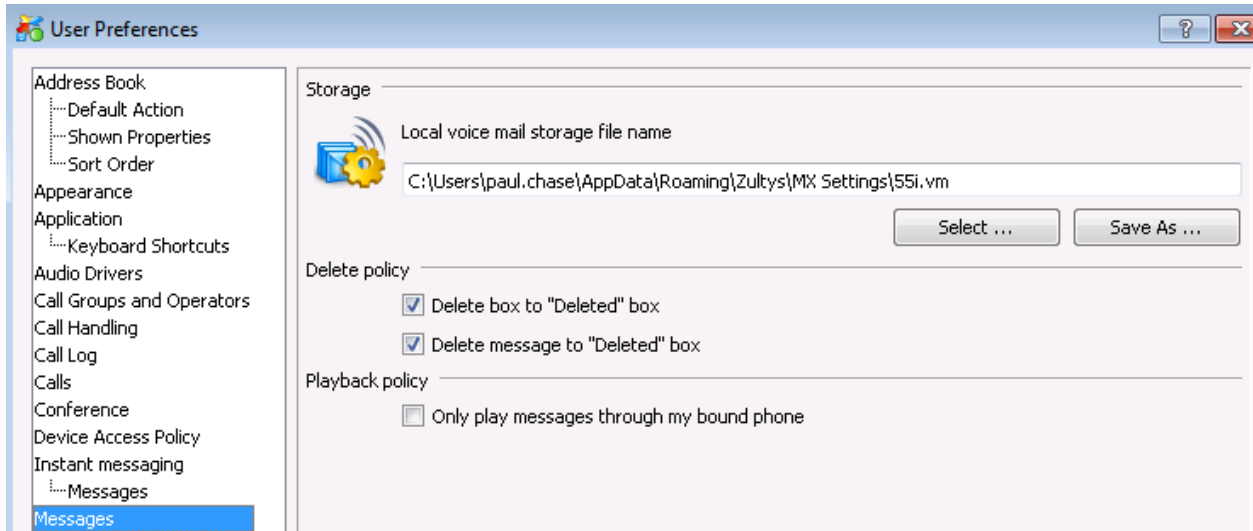 User Preferences
Address Book
Default Action
Shown Properties
Sort Order
Appearance
Application
Keyboard Shortcuts
Audio Drivers
Call Groups and Operators
Call Handling
Call Log
Calls
Conference
Device Access Policy
Instant messaging
Messages
Messages
Storage
Local voice mail storage file name
C:\Users\paul.chase\AppData\Roaming\Zultys\MX Settings\55i.vm
Select ...
Save As ...
Delete policy
Delete box to "Deleted" box
Delete message to "Deleted" box
Playback policy
Only play messages through my bound phone